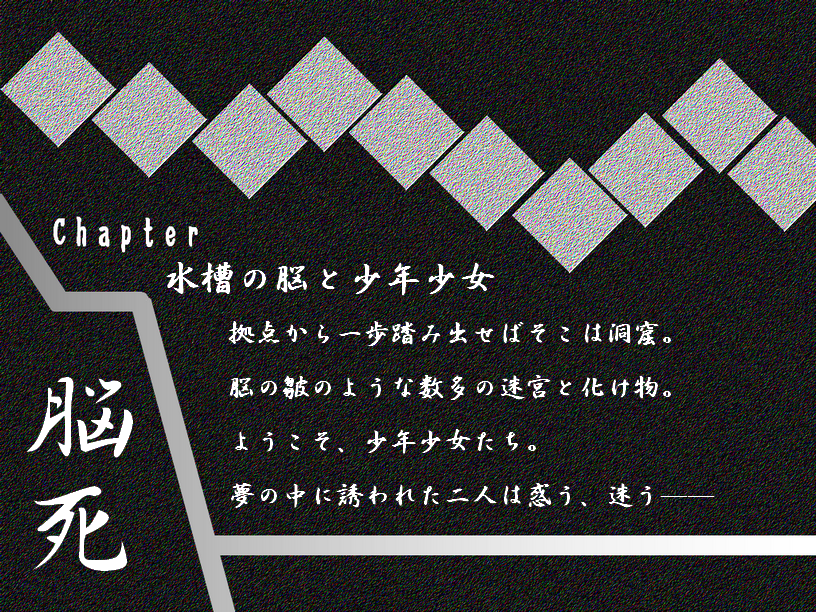 Chapter
水槽の脳と少年少女
拠点から一歩踏み出せばそこは洞窟。
脳の皺のような数多の迷宮と化け物。
ようこそ、少年少女たち。
夢の中に誘われた二人は惑う、迷う──
脳死